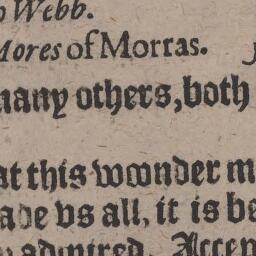 Webb.
Mores of Morras.
many others, both
at this woonder m
ade vs all, it is be
admired. Accep